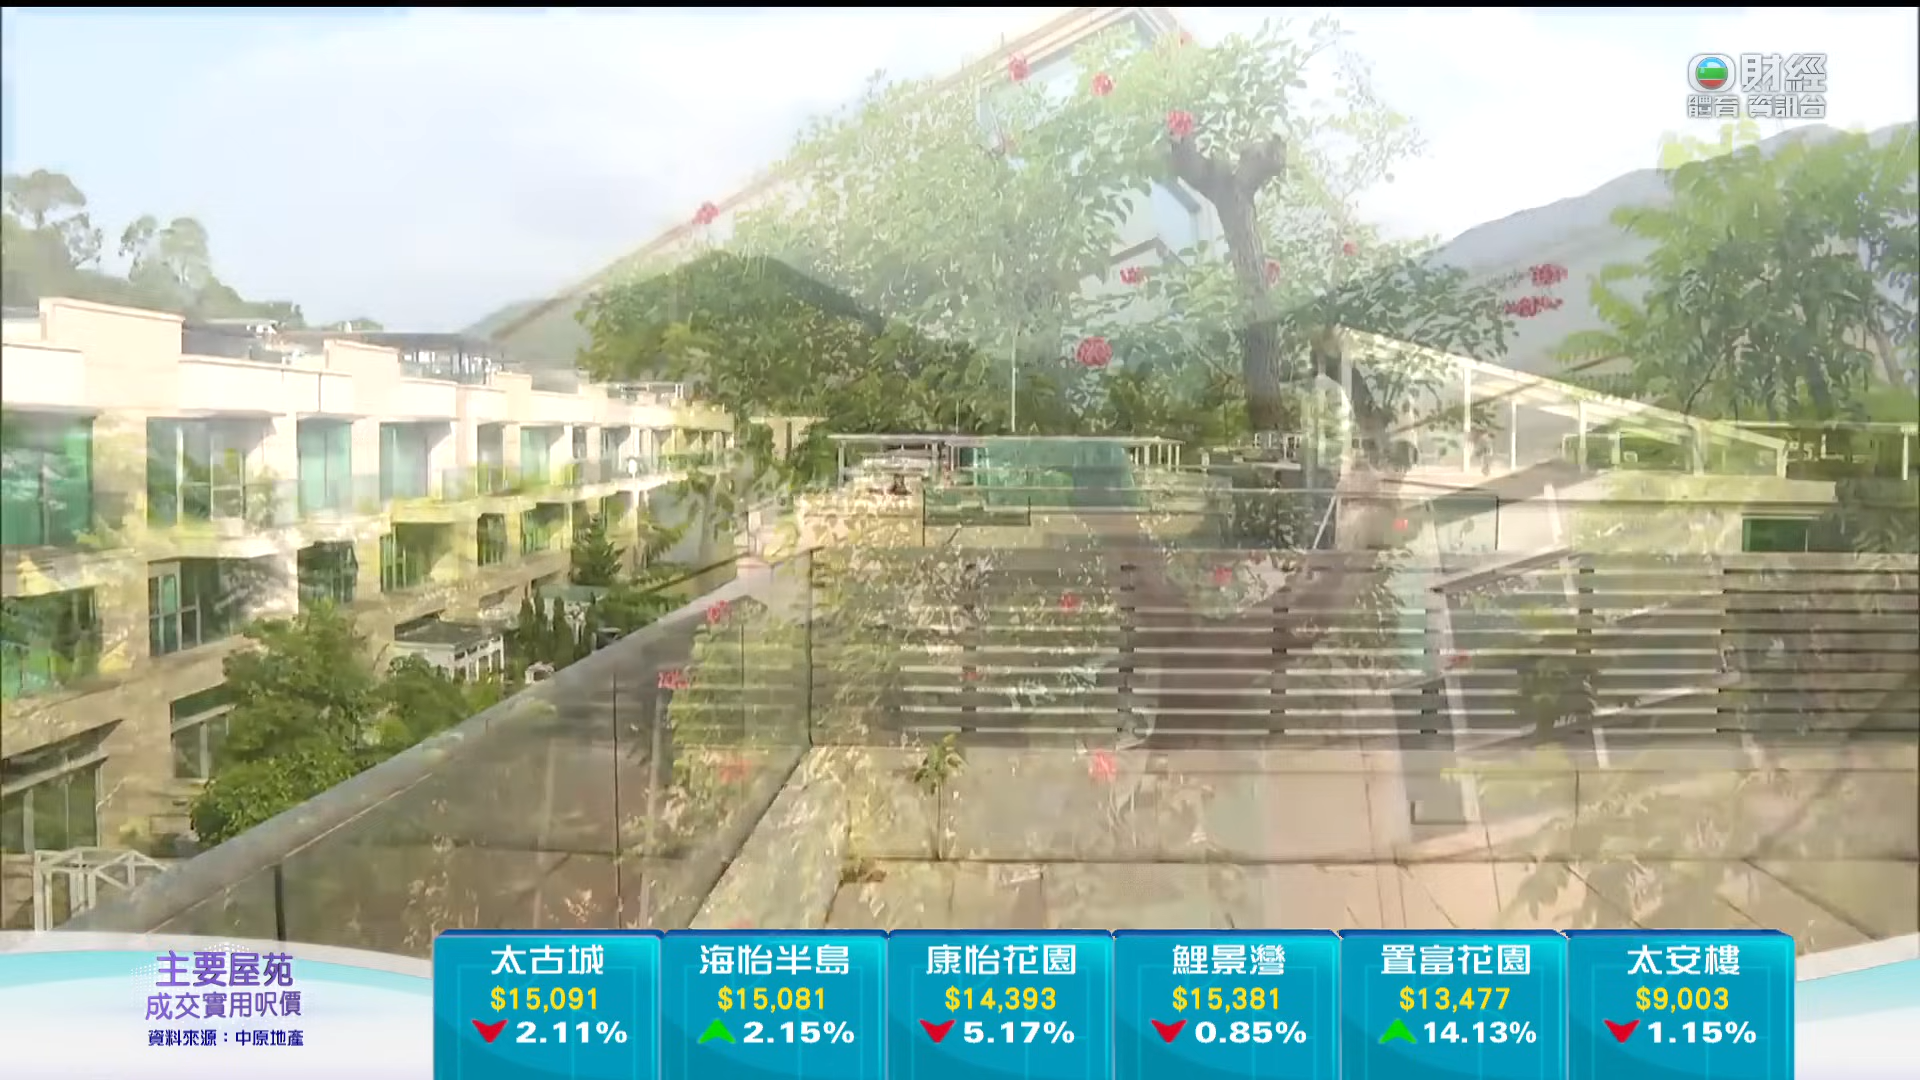 財經
體育 資訊台
主要屋苑
成交實用呎價
資料來源：中原地產
太古城
$15,091
2.11%
海怡半島
$15,081
2.15%
康怡花園
$14,393
5.17%
鯉景灣
$15,381
0.85%
置富花園
$13,477
14.13%
太安樓
$9,003
1.15%